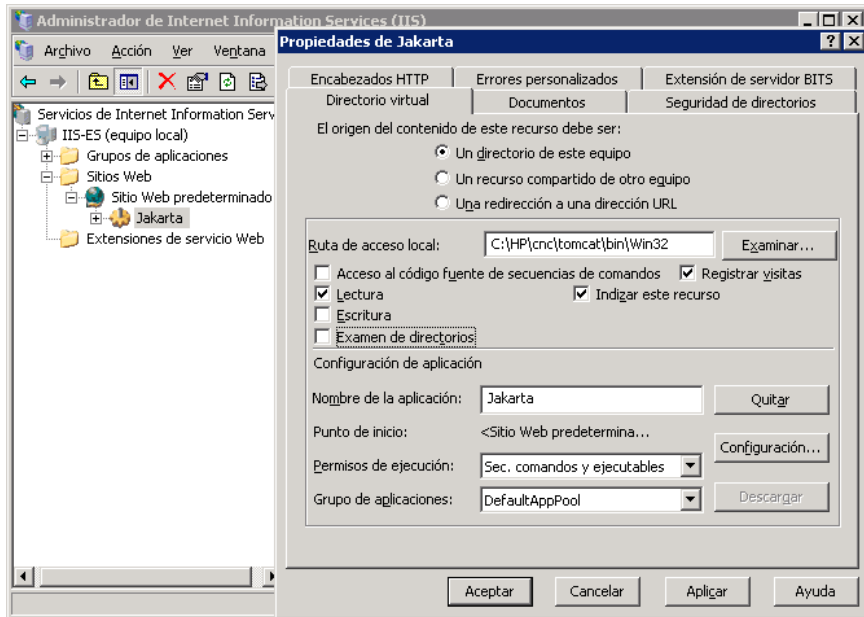 Administrador de Internet Information Services (IIS)
Archivo Acción Ver Ventana
Servicios de Internet Information Serv
IIS-ES (equipo local)
Grupos de aplicaciones
Sitios Web
Sitio Web predeterminado
Jakarta
Extensiones de servicio Web
Propiedades de Jakarta
Encabezados HTTP Errores personalizados Extensión de servidor BITS
Directorio virtual Documentos Seguridad de directorios
El origen del contenido de este recurso debe ser:
Un directorio de este equipo
Un recurso compartido de otro equipo
Una redirección a una dirección URL
Ruta de acceso local: C:\HP\cnc\tomcat\bin\Win32 Examinar...
Acceso al código fuente de secuencias de comandos Registrar visitas
Lectura Indizar este recurso
Escritura
Examen de directorios
Configuración de aplicación
Nombre de la aplicación: Jakarta Quitar
Punto de inicio: <Sitio Web predetermina...
Configuración...
Permisos de ejecución: Sec. comandos y ejecutables
Grupo de aplicaciones: DefaultAppPool Descargar
Aceptar Cancelar Aplicar Ayuda